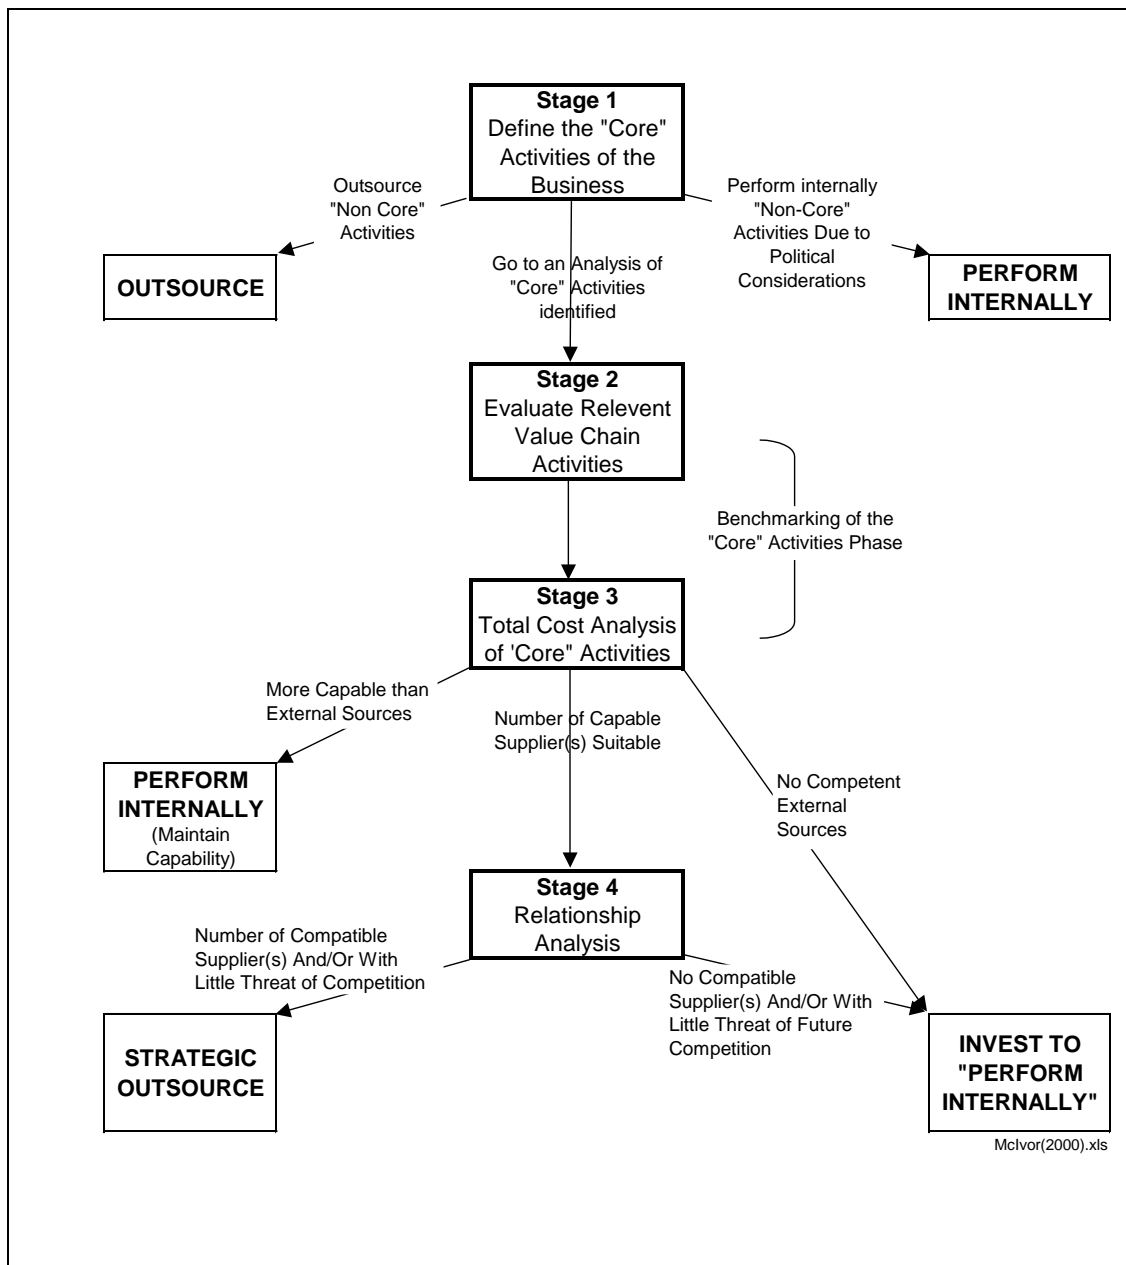 Stage 1
Define the "Core"
Activities of the
Business
Outsource
"Non Core"
Activities
Perform internally
"Non-Core"
Activities Due to
Political
Considerations
Go to an Analysis of
"Core" Activities
identified
OUTSOURCE
PERFORM
INTERNALLY
Stage 2
Evaluate Relevent
Value Chain
Activities
Benchmarking of the
"Core" Activities Phase
Stage 3
Total Cost Analysis
of 'Core" Activities
More Capable than
External Sources
Number of Capable
Supplier(s) Suitable
No Competent
External
Sources
PERFORM
INTERNALLY
(Maintain
Capability)
Stage 4
Relationship
Analysis
Number of Compatible
Supplier(s) And/Or With
Little Threat of Competition
No Compatible
Supplier(s) And/Or With
Little Threat of Future
Competition
STRATEGIC
OUTSOURCE
INVEST TO
"PERFORM
INTERNALLY"
McIvor(2000).xls